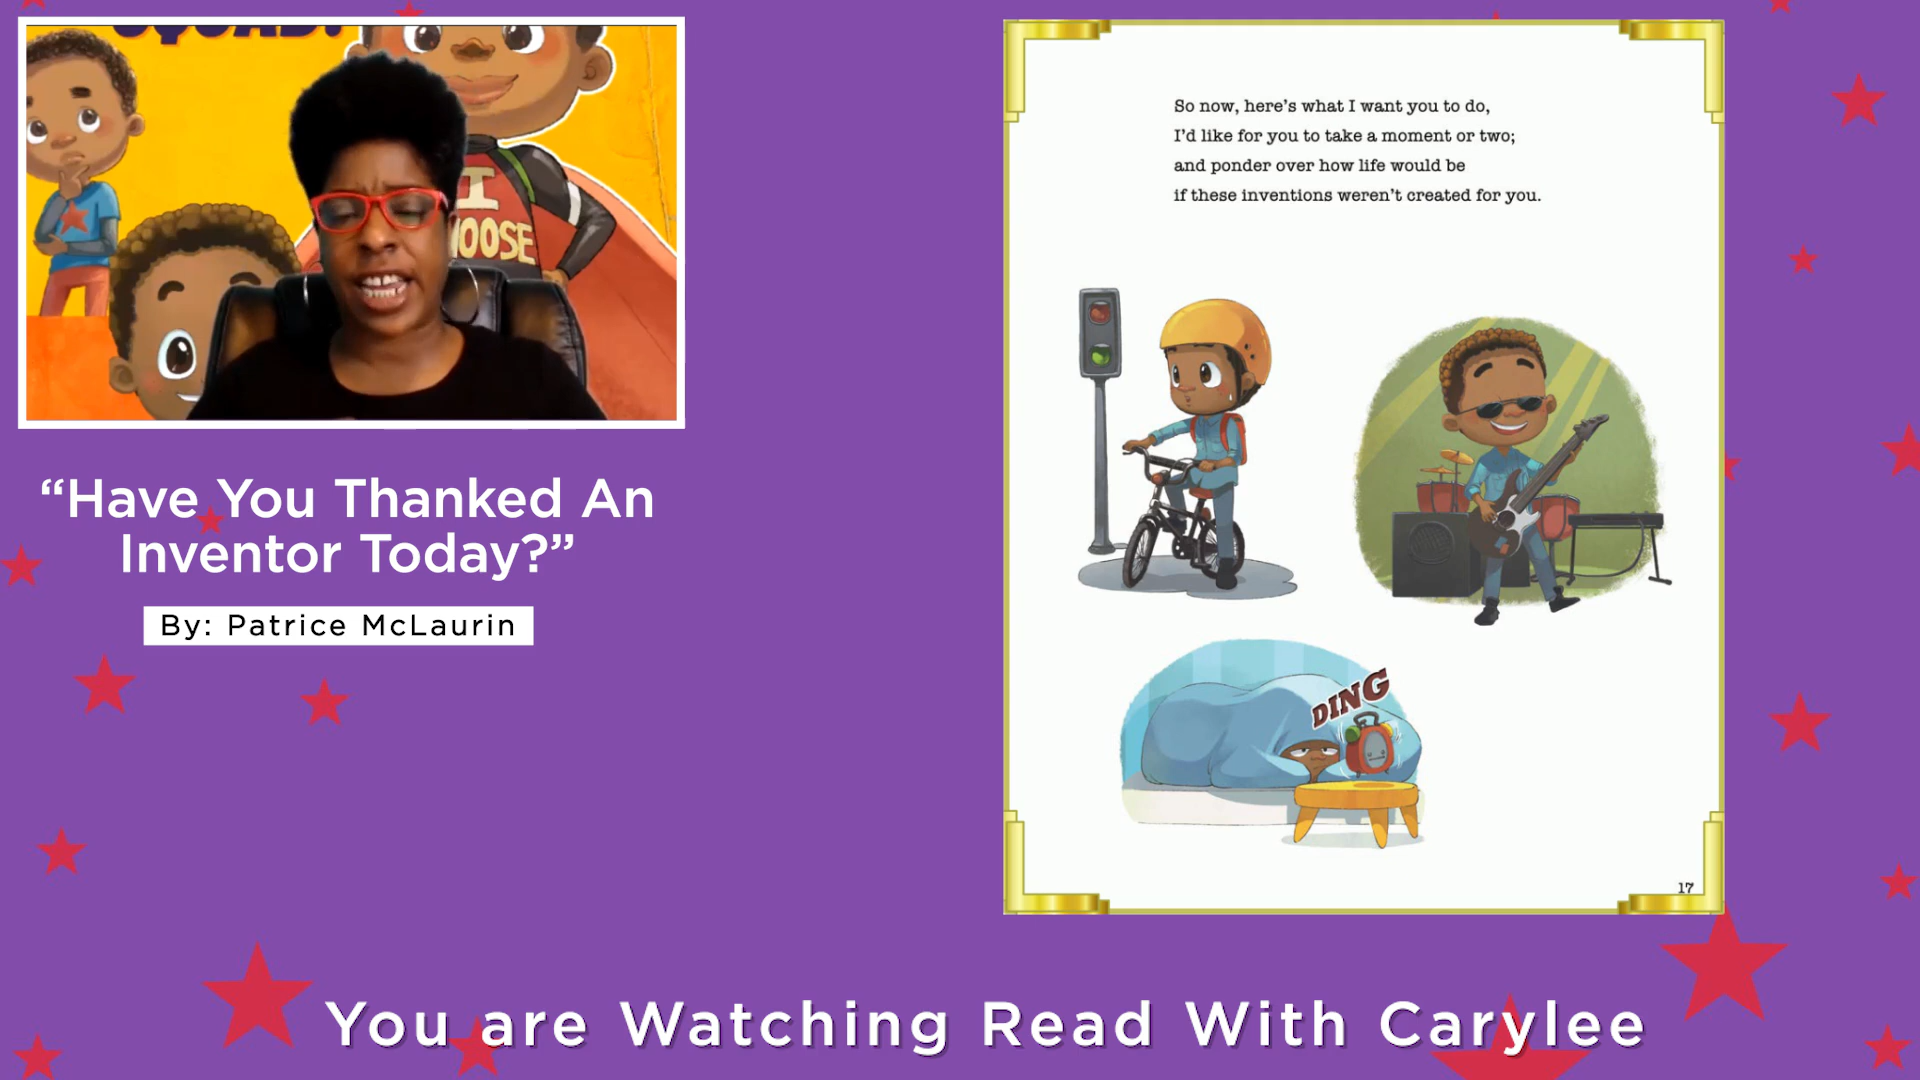 SQUAD!
I
“Have You Thanked An
Inventor Today?”
By: Patrice McLaurin
So now, here’s what I want you to do,
I’d like for you to take a moment or two;
and ponder over how life would be
if these inventions weren’t created for you.
DING
17
You are Watching Read With Carylee